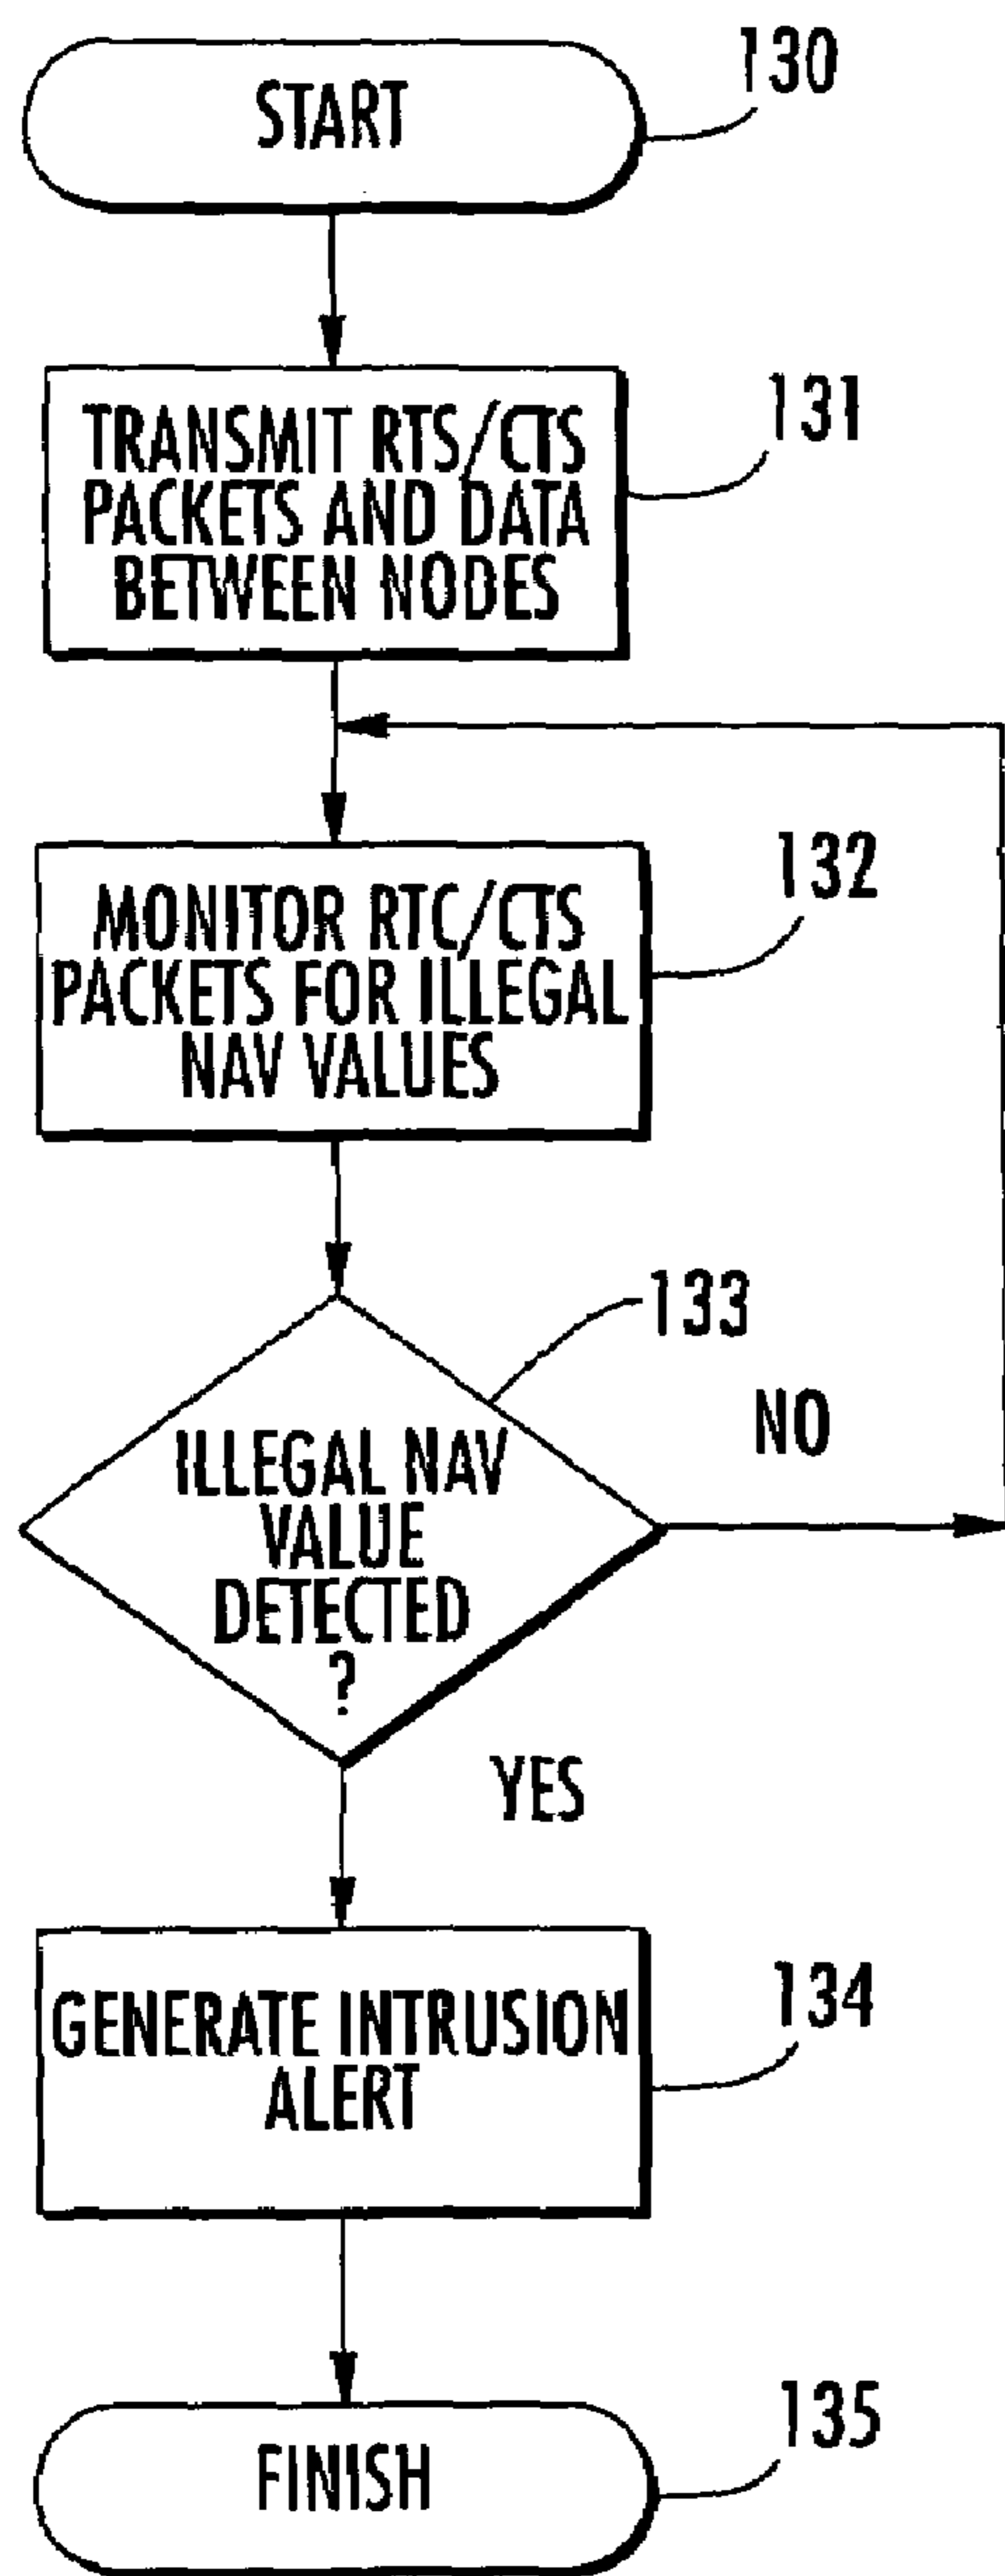 START
130
TRANSMIT RTS/CTS
PACKETS AND DATA
BETWEEN NODES
131
MONITOR RTC/CTS
PACKETS FOR ILLEGAL
NAV VALUES
132
ILLEGAL NAV
VALUE
DETECTED
?
133
NO
YES
GENERATE INTRUSION
ALERT
134
FINISH
135